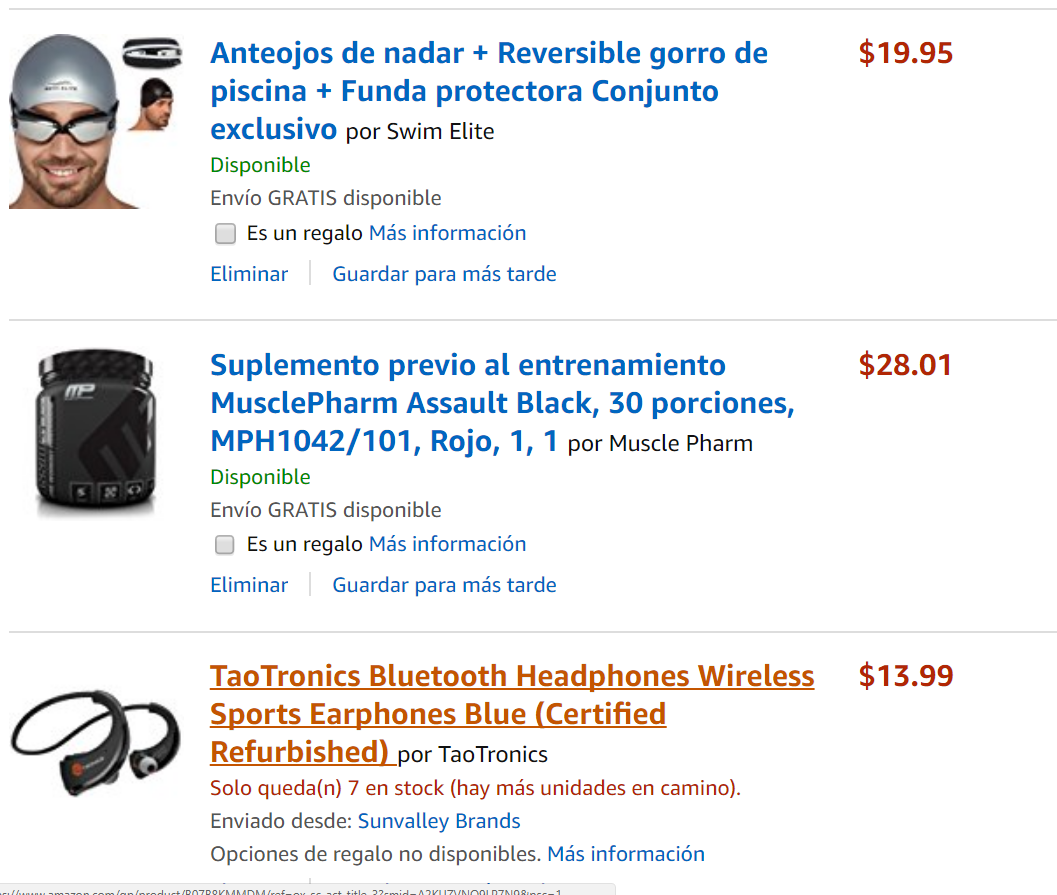 Anteojos de nadar + Reversible gorro de
piscina + Funda protectora Conjunto
exclusivo por Swim Elite
$19.95
Disponible
Envío GRATIS disponible
Es un regalo Más información
Eliminar Guardar para más tarde
Suplemento previo al entrenamiento
MusclePharm Assault Black, 30 porciones,
MPH1042/101, Rojo, 1, 1 por Muscle Pharm
$28.01
MP
Disponible
Envío GRATIS disponible
Es un regalo Más información
Eliminar Guardar para más tarde
TaoTronics Bluetooth Headphones Wireless
Sports Earphones Blue (Certified
Refurbished) por TaoTronics
$13.99
Solo queda(n) 7 en stock (hay más unidades en camino).
Enviado desde: Sunvalley Brands
Opciones de regalo no disponibles. Más información